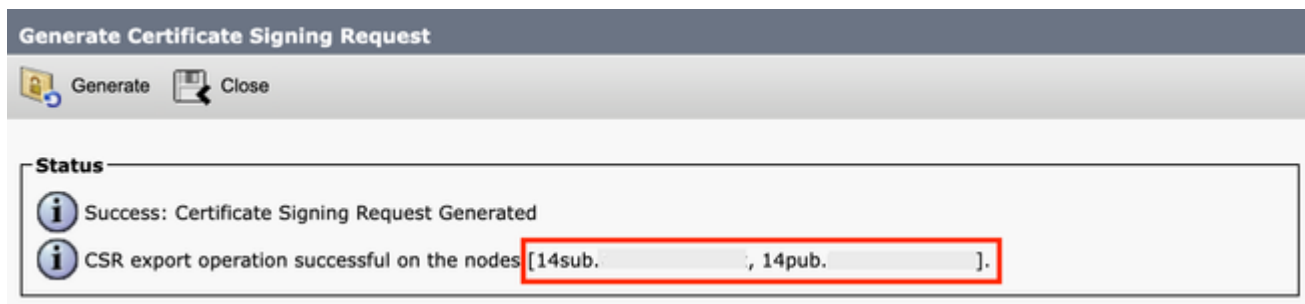 Generate Certificate Signing Request
Generate Close
Status
Success: Certificate Signing Request Generated
CSR export operation successful on the nodes [14sub. , 14pub. ].